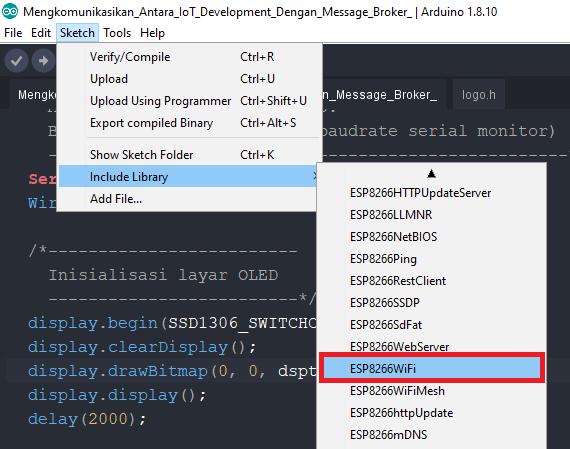 Mengkomunikasikan_Antara_IoT_Development_Dengan_Message_Broker_ | Arduino 1.8.10
File Edit Sketch Tools Help
Verify/Compile Ctrl+R
Upload Ctrl+U
Upload Using Programmer Ctrl+Shift+U
Export compiled Binary Ctrl+Alt+S
Show Sketch Folder Ctrl+K
Include Library
Add File...
n_Message_Broker_ logo.h
baudrate serial monitor)
ESP8266HTTPUpdateServer
ESP8266LLMNR
ESP8266NetBIOS
ESP8266Ping
ESP8266RestClient
ESP8266SSDP
ESP8266SdFat
ESP8266WebServer
ESP8266WiFi
ESP8266WiFiMesh
ESP8266httpUpdate
ESP8266mDNS
Ser
Wir
/*--------------------------
Inisialisasi layar OLED
--------------------------*/
display.begin(SSD1306_SWITCHC
display.clearDisplay();
display.drawBitmap(0, 0, dspt
display.display();
delay(2000);